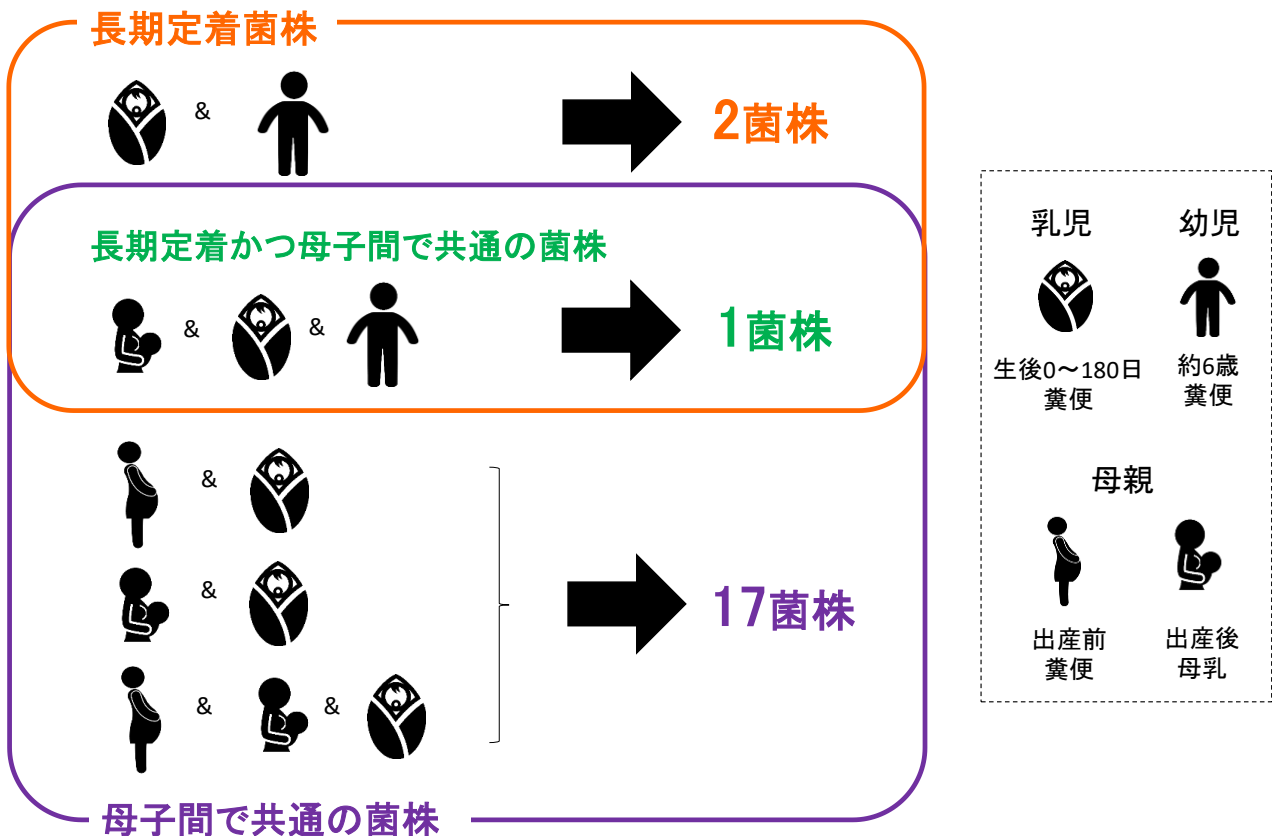 長期定着菌株
&
2菌株
長期定着かつ母子間で共通の菌株
& &
1菌株
&
&
& &
17菌株
母子間で共通の菌株
乳児 幼児
生後0～180日
糞便
約6歳
糞便
母親
出産前
糞便
出産後
母乳